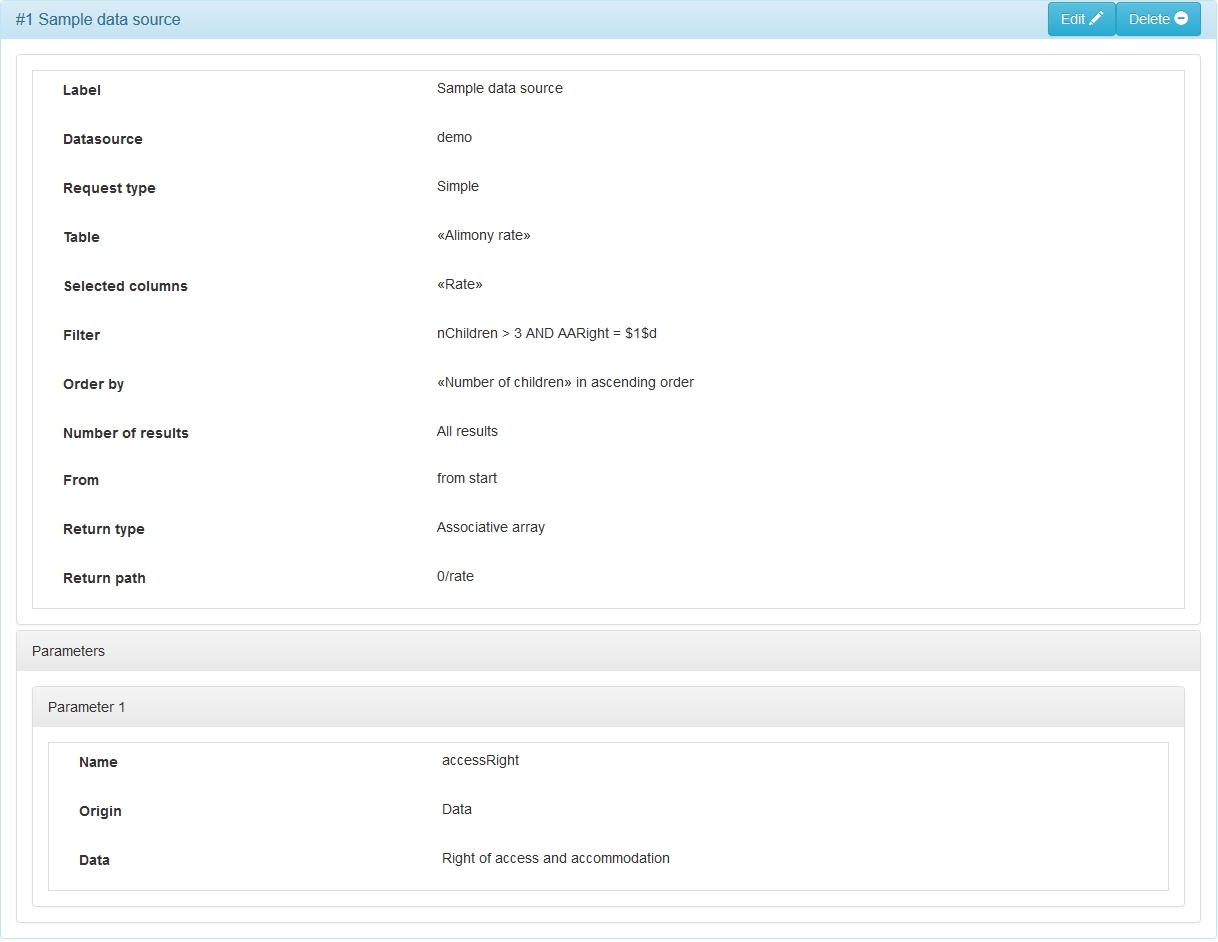 #1 Sample data source
Edit
Delete
Label Sample data source
Datasource demo
Request type Simple
Table «Alimony rate»
Selected columns «Rate»
Filter nChildren > 3 AND AARight = $1$d
Order by «Number of children» in ascending order
Number of results All results
From from start
Return type Associative array
Return path 0/rate
Parameters
Parameter 1
Name accessRight
Origin Data
Data Right of access and accommodation